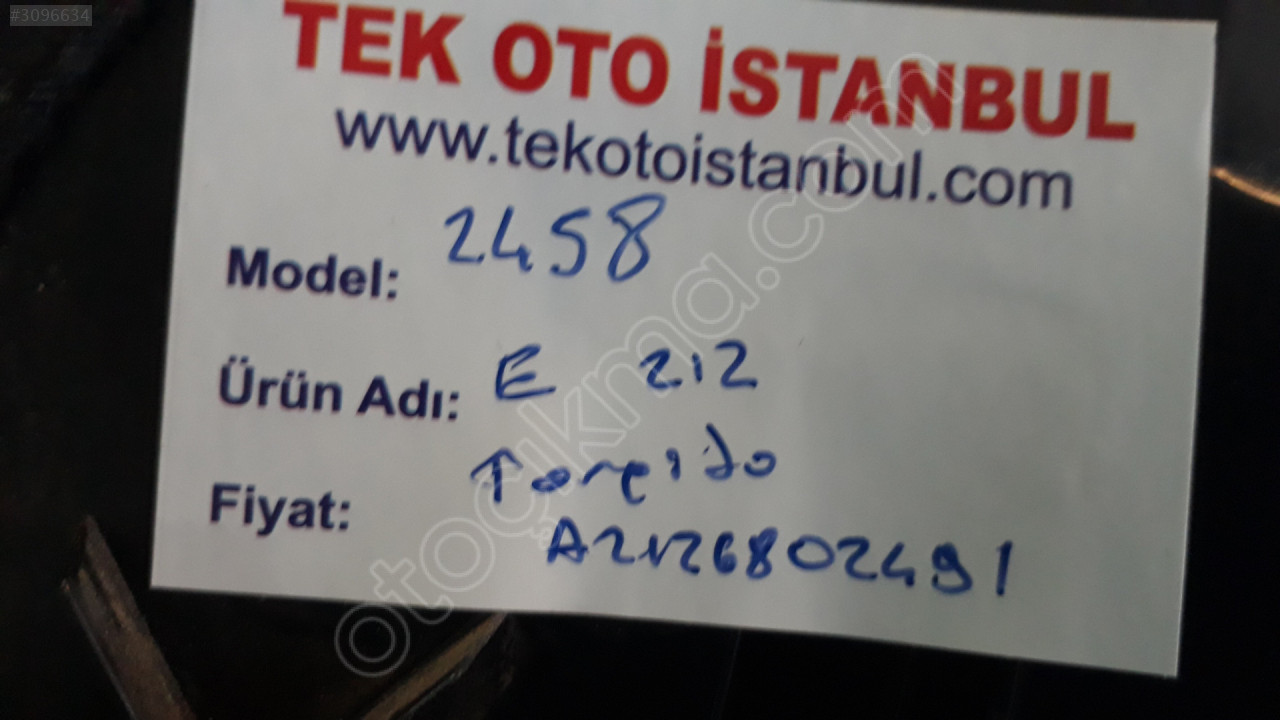 #3096634
TEK OTO İSTANBUL
www.tekotoistanbul.com
Model: 2458
Ürün Adı: E 212
Torpido
Fiyat:
A2126802491
otoçıkma.com